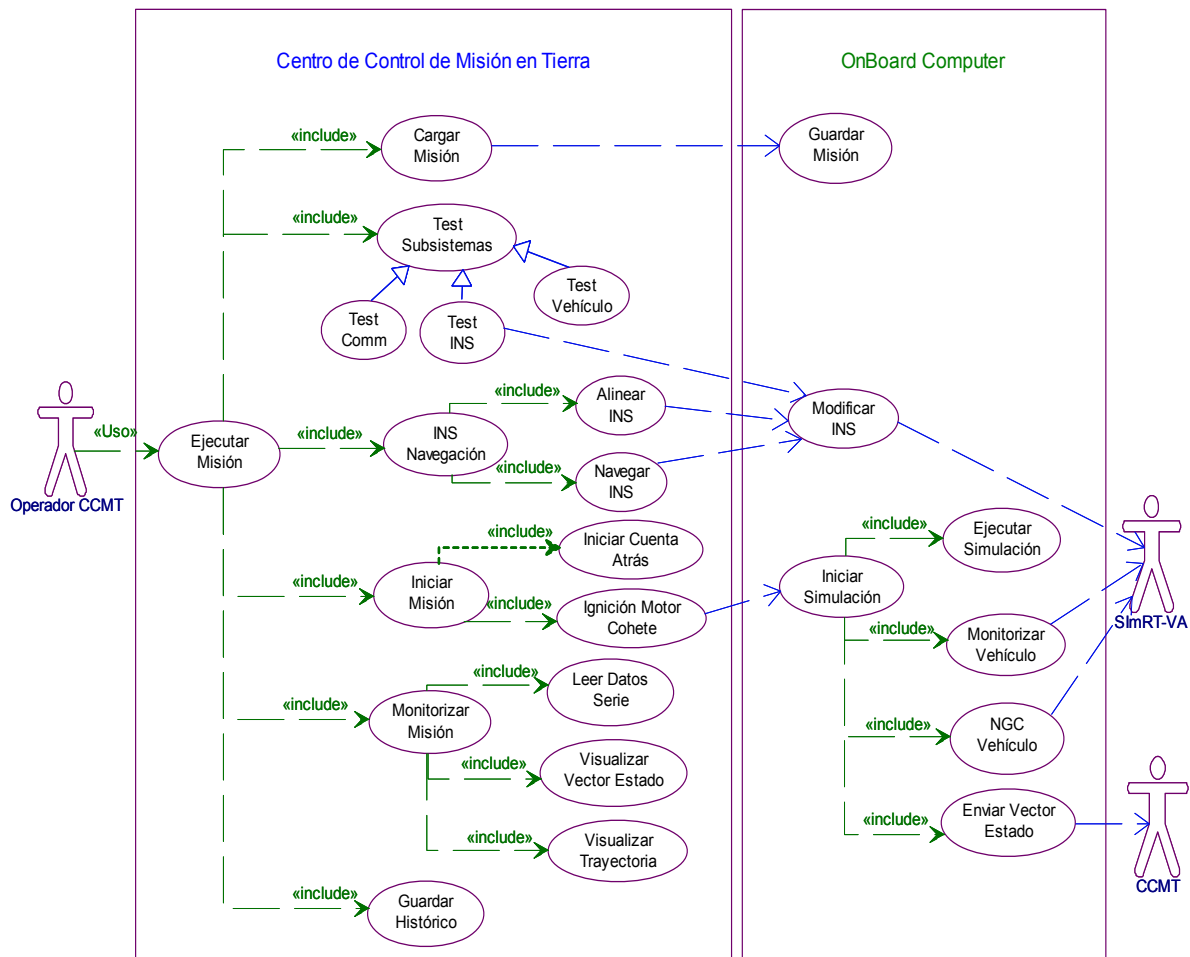 Centro de Control de Misión en Tierra
OnBoard Computer
«include»
Cargar
Misión
Guardar
Misión
«include»
Test
Subsistemas
Test
Vehículo
Test
Comm
Test
INS
«include»
Alinear
INS
Modificar
INS
«Uso»
Operador CCMT
Ejecutar
Misión
«include»
INS
Navegación
«include»
Navegar
INS
«include»
Iniciar Cuenta
Atrás
«include»
Ejecutar
Simulación
«include»
Iniciar
Misión
«include»
Ignición Motor
Cohete
Iniciar
Simulación
SImRT-VA
«include»
Monitorizar
Vehículo
«include»
Leer Datos
Serie
«include»
Monitorizar
Misión
«include»
NGC
Vehículo
«include»
Visualizar
Vector Estado
«include»
Enviar Vector
Estado
«include»
Visualizar
Trayectoria
CCMT
«include»
Guardar
Histórico